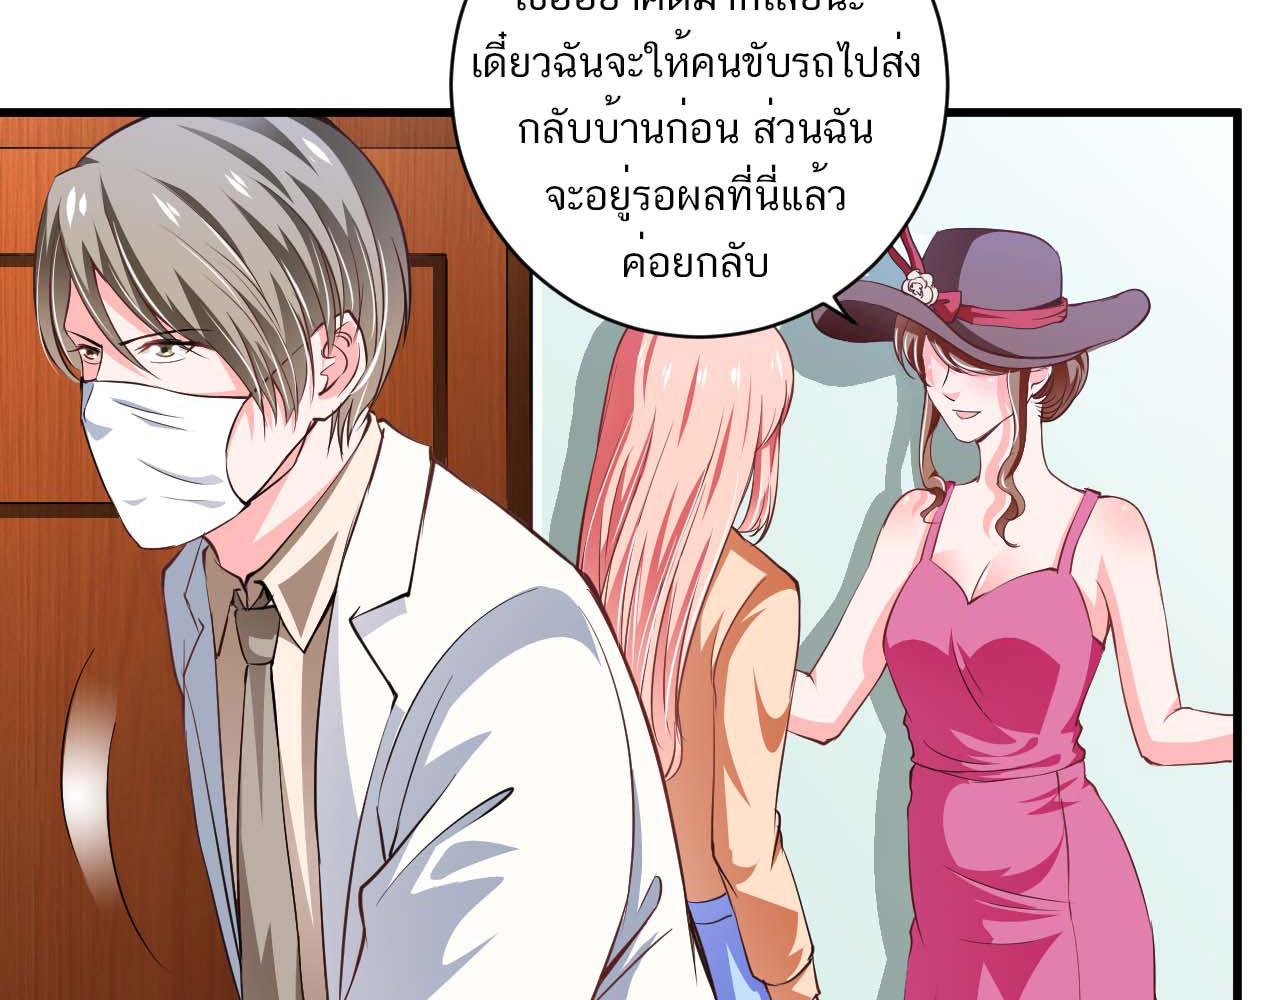 เดี๋ยวฉันจะให้คนขับรถไปส่ง
กลับบ้านก่อน ส่วนฉัน
จะอยู่รอผลที่นี่แล้ว
ค่อยกลับ